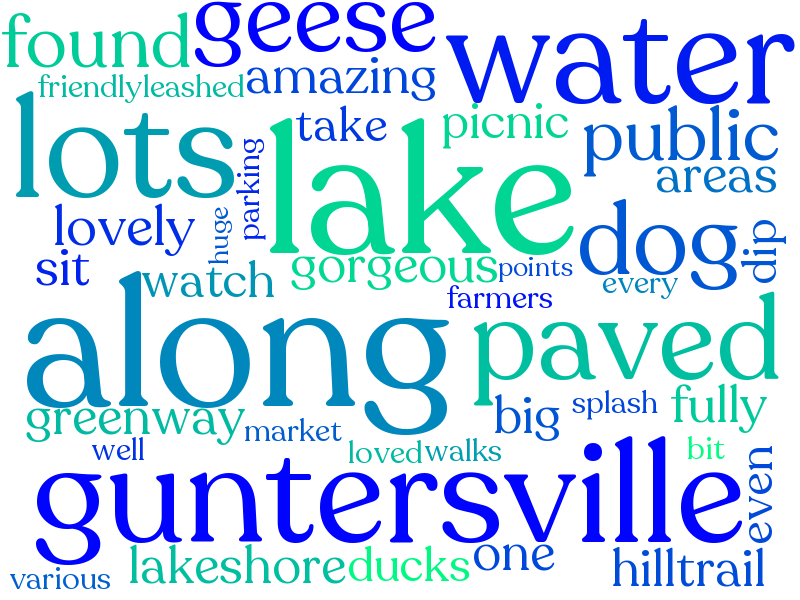 found
geese
water
friendlyleashed
amazing
lots
take
picnic
public
parking
lake
areas
lovely
huge
dog
dip
sit
watch
gorgeous
points
every
farmers
along
paved
greenway
market
big
splash
fully
well
loved
walks
bit
guntersville
even
various
lakeshore
ducks
one
hilltrail